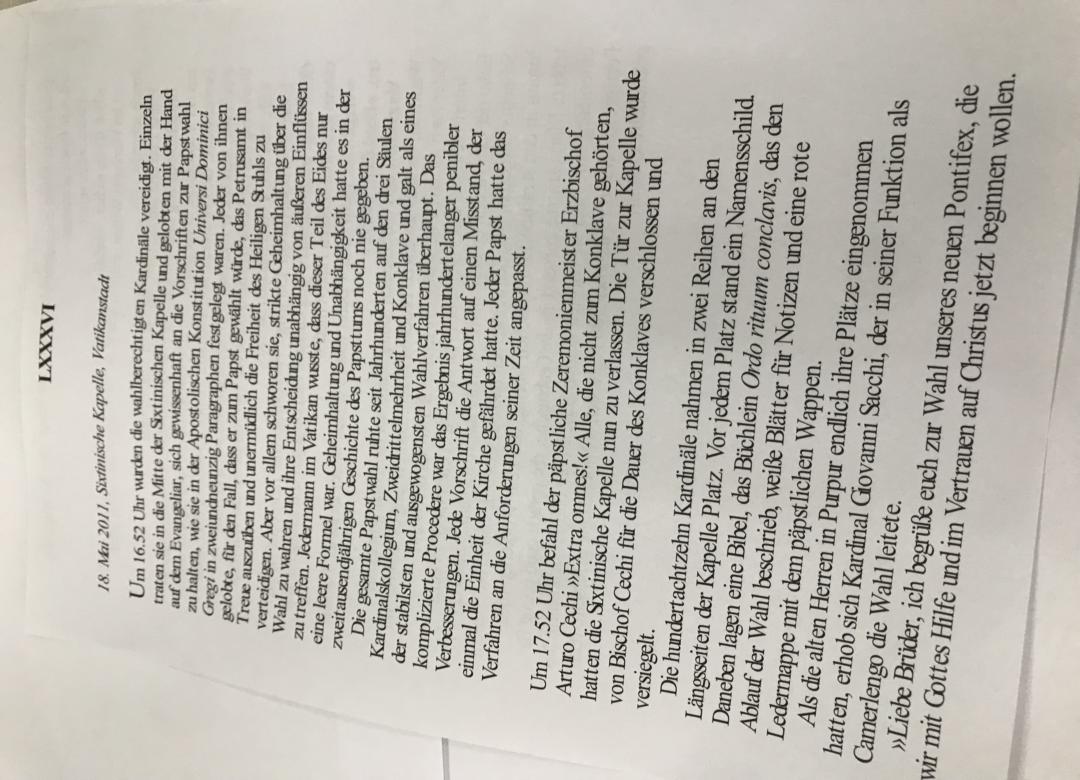 LXXXVI
18. Mai 2011, Sixtinische Kapelle, Vatikanstadt
Um 16.52 Uhr wurden die wahlberechtigten Kardinäle vereidigt. Einzeln
traten sie in die Mitte der Sixtinischen Kapelle und gelobten mit der Hand
auf dem Evangeliar, sich gewissenhaft an die Vorschriften zur Papstwahl
zu halten, wie sie in der Apostolischen Konstitution Universi Dominici
Gregi in zweiundneunzig Paragraphen festgelegt waren. Jeder von ihnen
gelobte, für den Fall, dass er zum Papst gewählt würde, das Petrusamt in
Treue auszuüben und unermüdlich die Freiheit des Heiligen Stuhls zu
verteidigen. Aber vor allem schworen sie, strikte Geheimhaltung über die
Wahl zu wahren und ihre Entscheidung unabhängig von äußeren Einflüssen
zu treffen. Jedermann im Vatikan wusste, dass dieser Teil des Eides nur
eine leere Formel war. Geheimhaltung und Unabhängigkeit hatte es in der
zweitausendjährigen Geschichte des Papsttums noch nie gegeben.
Die gesamte Papstwahl ruhte seit Jahrhunderten auf den drei Säulen
Kardinalskollegium, Zweidrittelmehrheit und Konklave und galt als eines
der stabilsten und ausgewogensten Wahlverfahren überhaupt. Das
komplizierte Procedere war das Ergebnis jahrhundertelanger penibler
Verbesserungen. Jede Vorschrift die Antwort auf einen Misstand, der
einmal die Einheit der Kirche gefährdet hatte. Jeder Papst hatte das
Verfahren an die Anforderungen seiner Zeit angepasst.
Um 17.52 Uhr befahl der päpstliche Zeremonienmeister Erzbischof
Arturo Cechi »Extra omnes!« Alle, die nicht zum Konklave gehörten,
hatten die Sixtinische Kapelle nun zu verlassen. Die Tür zur Kapelle wurde
von Bischof Cechi für die Dauer des Konklaves verschlossen und
versiegelt.
Die hundertachtzehn Kardinäle nahmen in zwei Reihen an den
Längsseiten der Kapelle Platz. Vor jedem Platz stand ein Namensschild.
Daneben lagen eine Bibel, das Büchlein Ordo rituum conclavis, das den
Ablauf der Wahl beschrieb, weiße Blätter für Notizen und eine rote
Ledermappe mit dem päpstlichen Wappen.
Als die alten Herren in Purpur endlich ihre Plätze eingenommen
hatten, erhob sich Kardinal Giovanni Sacchi, der in seiner Funktion als
Camerlengo die Wahl leitete.
»Liebe Brüder, ich begrüße euch zur Wahl unseres neuen Pontifex, die
wir mit Gottes Hilfe und im Vertrauen auf Christus jetzt beginnen wollen.